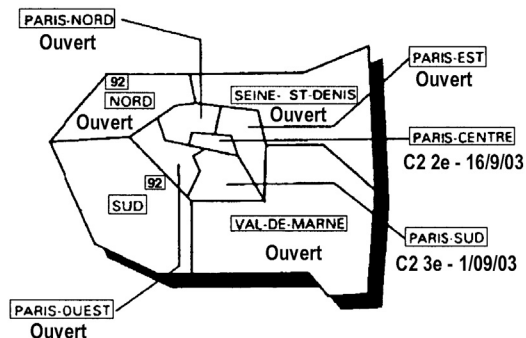 PARIS-NORD
Ouvert
92
NORD
Ouvert
SEINE- ST-DENIS
Ouvert
PARIS-EST
Ouvert
PARIS-CENTRE
C2 2e - 16/9/03
92
SUD
VAL-DE-MARNE
Ouvert
PARIS-SUD
C2 3e - 1/09/03
PARIS-OUEST
Ouvert